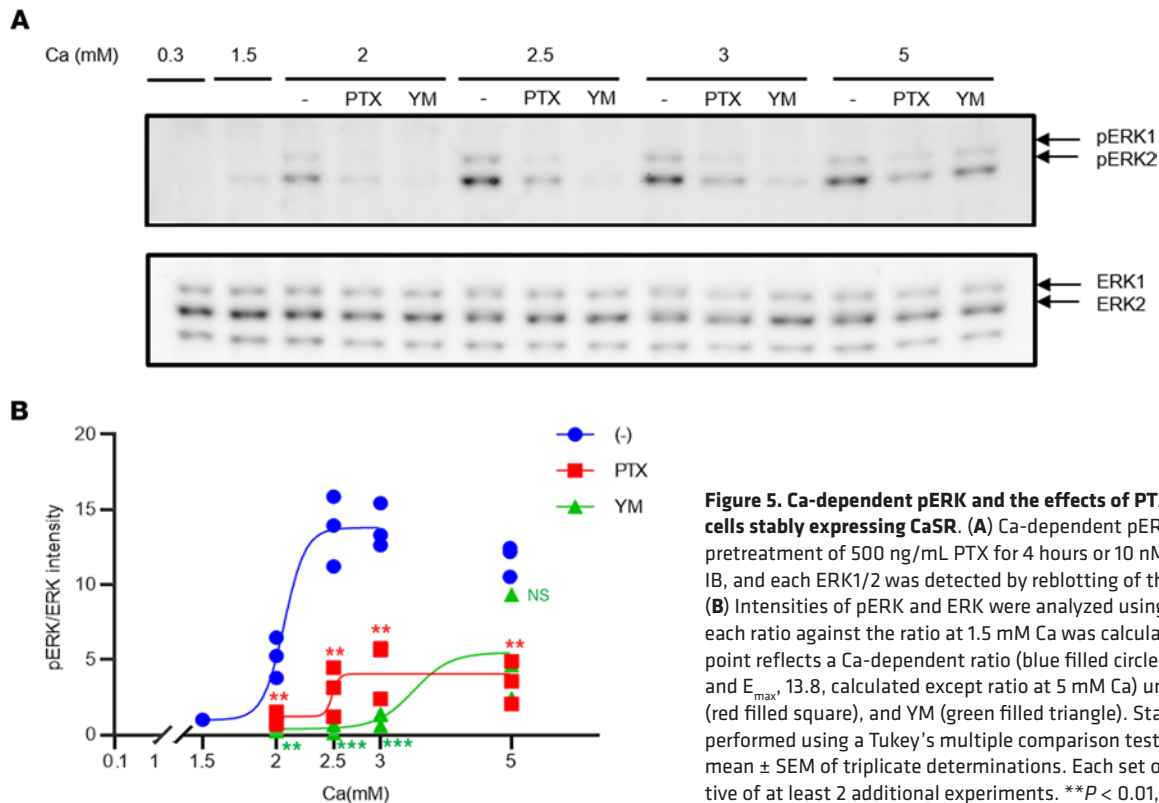 A
Ca (mM) 0.3 1.5 2 2.5 3 5
- PTX YM - PTX YM - PTX YM - PTX YM
pERK1
pERK2
ERK1
ERK2
B
20
15
10
5
0
pERK/ERK intensity
0.1 1 1.5 2 2.5 3 5
Ca(mM)
(-)
PTX
YM
** ** ** **
NS
** *** ***
Figure 5. Ca-dependent pERK and the effects of PT
cells stably expressing CaSR. (A) Ca-dependent pER
pretreatment of 500 ng/mL PTX for 4 hours or 10 nM
IB, and each ERK1/2 was detected by reblotting of th
(B) Intensities of pERK and ERK were analyzed using
each ratio against the ratio at 1.5 mM Ca was calcula
point reflects a Ca-dependent ratio (blue filled circle
and Emax, 13.8, calculated except ratio at 5 mM Ca) u
(red filled square), and YM (green filled triangle). Sta
performed using a Tukey's multiple comparison test
mean ± SEM of triplicate determinations. Each set o
tive of at least 2 additional experiments. **P < 0.01,